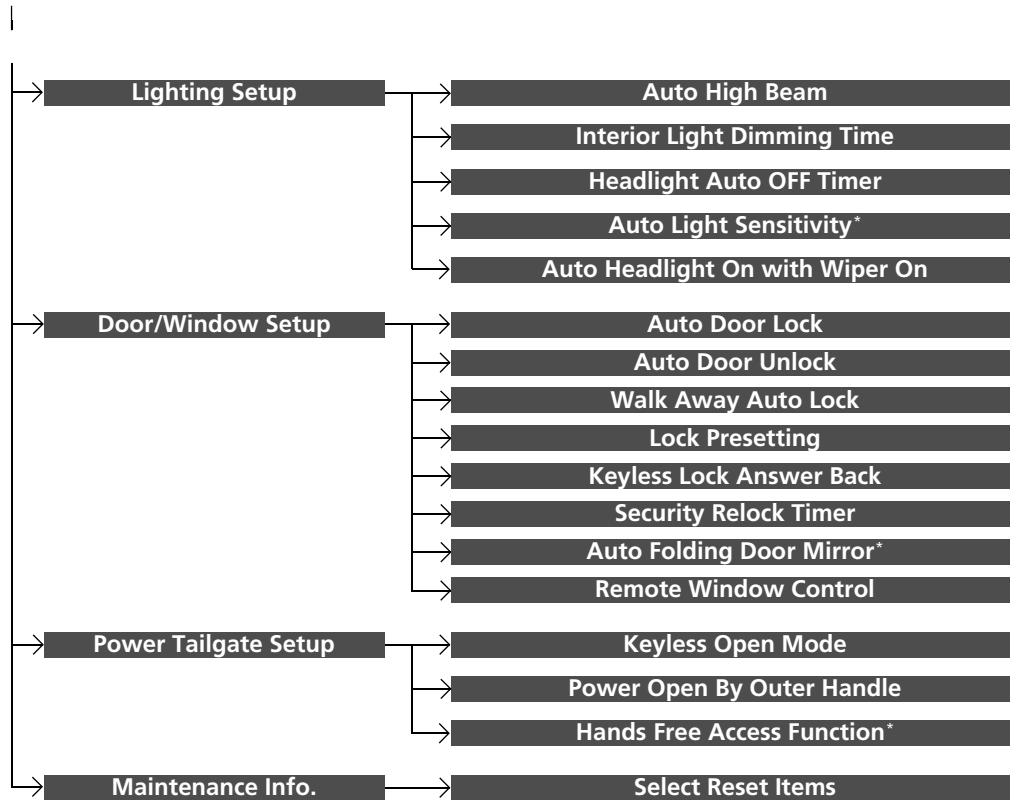 Lighting Setup
Auto High Beam
Interior Light Dimming Time
Headlight Auto OFF Timer
Auto Light Sensitivity*
Auto Headlight On with Wiper On
Door/Window Setup
Auto Door Lock
Auto Door Unlock
Walk Away Auto Lock
Lock Presetting
Keyless Lock Answer Back
Security Relock Timer
Auto Folding Door Mirror*
Remote Window Control
Power Tailgate Setup
Keyless Open Mode
Power Open By Outer Handle
Hands Free Access Function*
Maintenance Info.
Select Reset Items